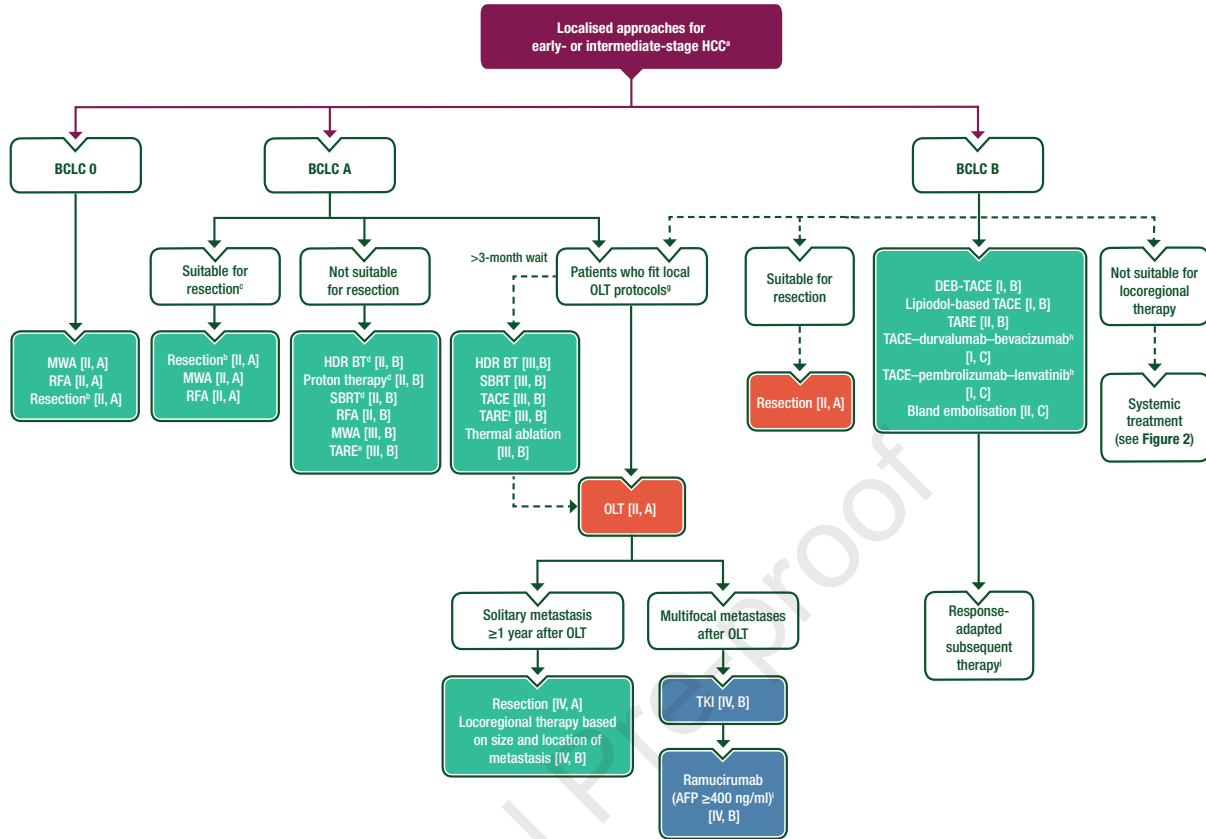 Localised approaches for
early- or intermediate-stage HCCᵃ
BCLC 0
BCLC A
BCLC B
Suitable for
resectionᶜ
Not suitable
for resection
>3-month wait
Patients who fit local
OLT protocolsᵍ
Suitable for
resection
DEB-TACE [I, B]
Lipiodol-based TACE [I, B]
TARE [II, B]
TACE–durvalumab–bevacizumabʰ
[I, C]
TACE–pembrolizumab–lenvatinibʰ
[I, C]
Bland embolisation [II, C]
Not suitable for
locoregional
therapy
MWA [II, A]
RFA [II, A]
Resectionᵇ [II, A]
Resectionᵇ [II, A]
MWA [II, A]
RFA [II, A]
HDR BTᵈ [II, B]
Proton therapyᵈ [II, B]
SBRTᵈ [II, B]
RFA [II, B]
MWA [III, B]
TAREᵉ [III, B]
HDR BT [III,B]
SBRT [III, B]
TACE [III, B]
TAREᶠ [III, B]
Thermal ablation
[III, B]
Resection [II, A]
Systemic
treatment
(see Figure 2)
OLT [II, A]
Solitary metastasis
≥1 year after OLT
Multifocal metastases
after OLT
Response-
adapted
subsequent
therapyʲ
Resection [IV, A]
Locoregional therapy based
on size and location of
metastasis [IV, B]
TKI [IV, B]
Ramucirumab
(AFP ≥400 ng/ml)ⁱ
[IV, B]